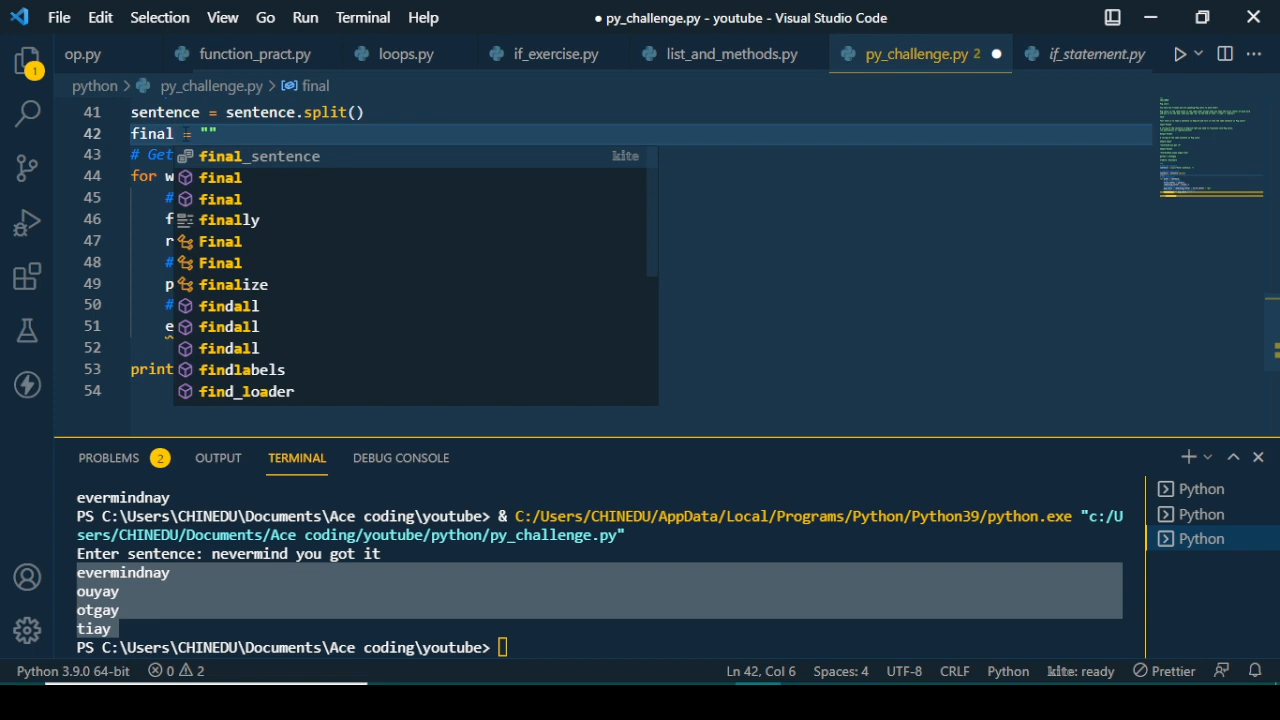 File Edit Selection View Go Run Terminal Help
● py_challenge.py - youtube - Visual Studio Code
op.py function_pract.py loops.py if_exercise.py list_and_methods.py py_challenge.py 2 if_statement.py
python > py_challenge.py > final
1
41 sentence = sentence.split()
42 final = ""
43 # Get
final_sentence kite
44 for w
final
45 #
final
46 f
finally
47 r
Final
48 #
Final
49 p
finalize
50 #
findall
51 e
findall
52
findall
53 print
findlabels
54
find_loader
PROBLEMS 2 OUTPUT TERMINAL DEBUG CONSOLE
evermindnay
PS C:\Users\CHINEDU\Documents\Ace coding\youtube> & C:/Users/CHINEDU/AppData/Local/Programs/Python/Python39/python.exe "c:/U
sers/CHINEDU/Documents/Ace coding/youtube/python/py_challenge.py"
Enter sentence: nevermind you got it
evermindnay
ouyay
otgay
tiay
PS C:\Users\CHINEDU\Documents\Ace coding\youtube>
Python
Python
Python
Python 3.9.0 64-bit 0 2 Ln 42, Col 6 Spaces: 4 UTF-8 CRLF Python kite: ready Prettier